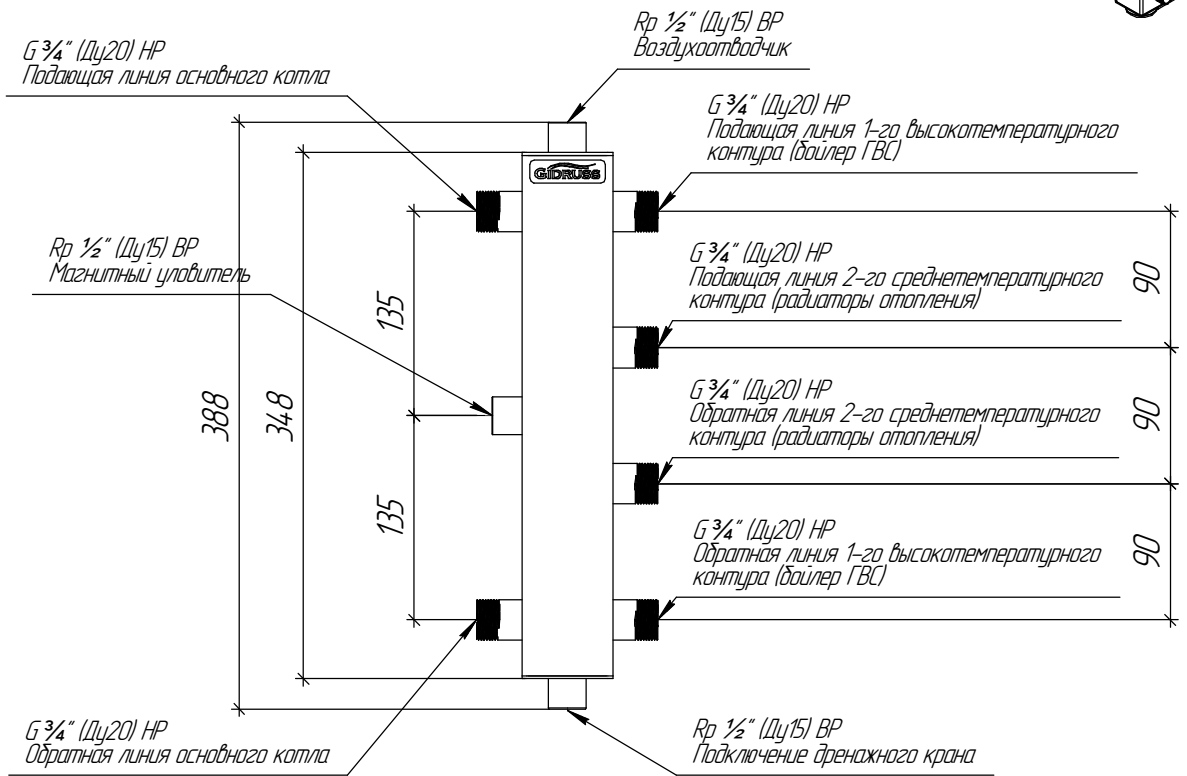 Rp ½" (Ду15) ВР
Воздухоотводчик
G ¾" (Ду20) НР
Подающая линия основного котла
G ¾" (Ду20) НР
Подающая линия 1-го высокотемпературного
контура (бойлер ГВС)
GIDRUSS
Rp ½" (Ду15) ВР
Магнитный уловитель
G ¾" (Ду20) НР
Подающая линия 2-го среднетемпературного
контура (радиаторы отопления)
90
135
388
348
G ¾" (Ду20) НР
Обратная линия 2-го среднетемпературного
контура (радиаторы отопления)
90
135
G ¾" (Ду20) НР
Обратная линия 1-го высокотемпературного
контура (бойлер ГВС)
90
G ¾" (Ду20) НР
Обратная линия основного котла
Rp ½" (Ду15) ВР
Подключение дренажного крана